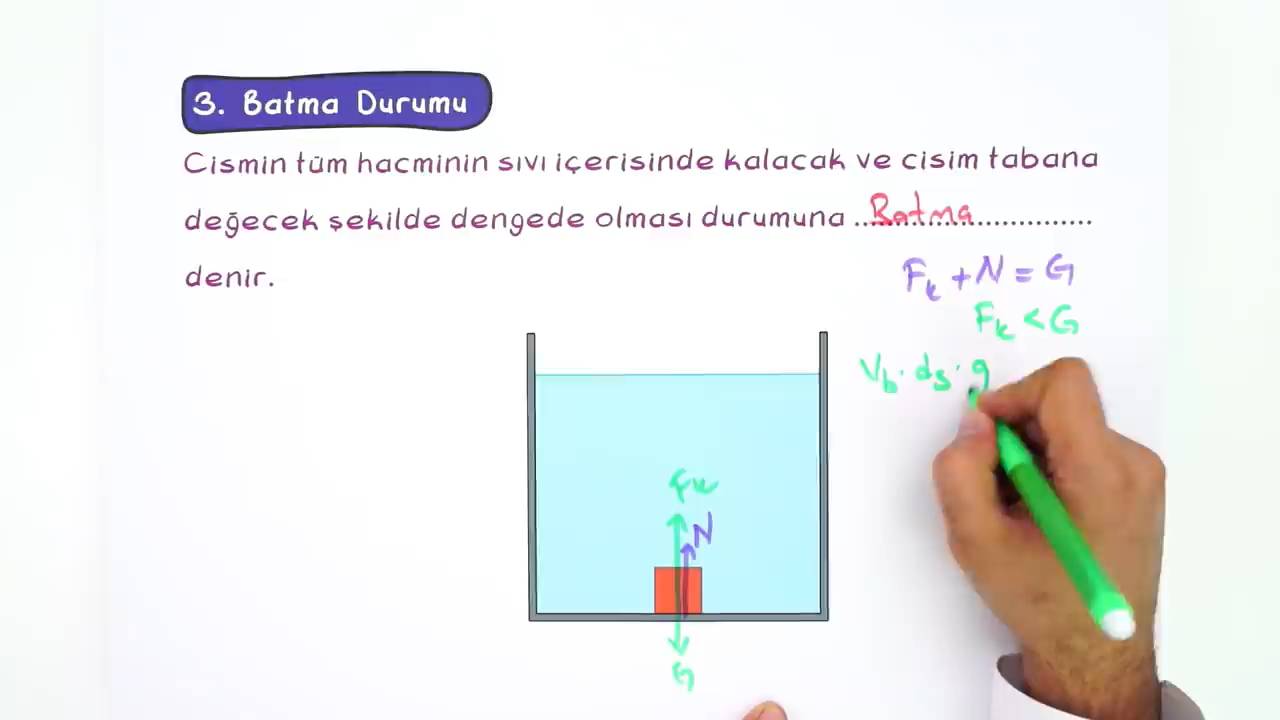 3. Batma Durumu
Cismin tüm hacminin sıvı içerisinde kalacak ve cisim tabana
değecek şekilde dengede olması durumuna ... Batma ...............
denir.
Fk + N = G
Fk < G
Vb . ds . g
Fk
N
G